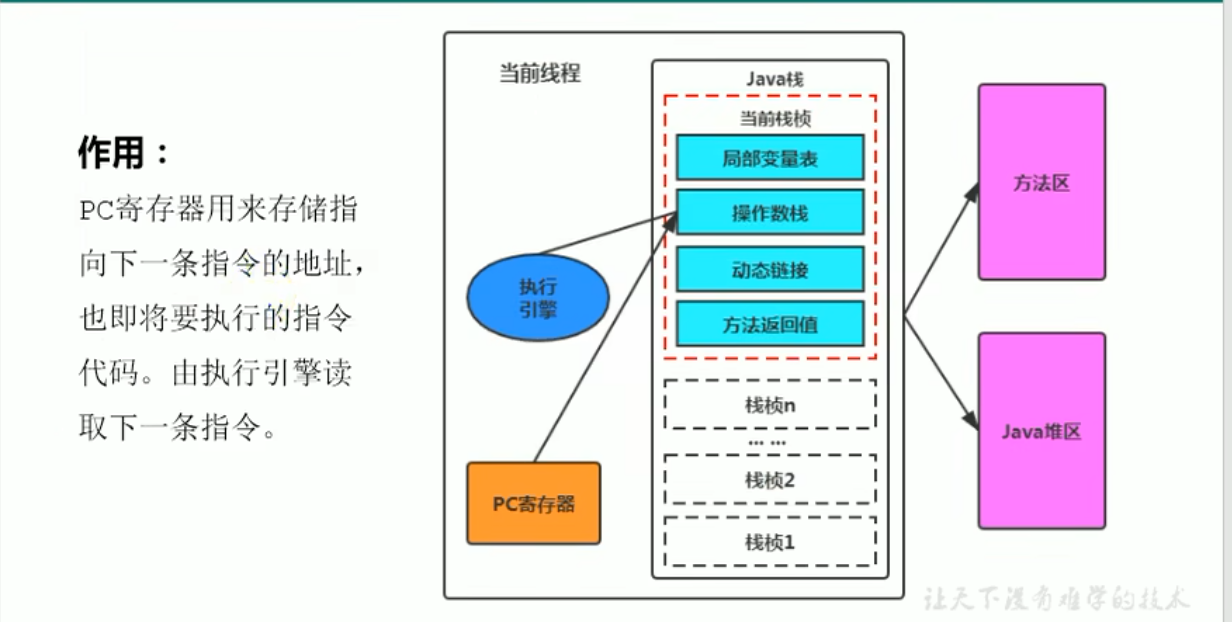 作用：
PC寄存器用来存储指
向下一条指令的地址，
也即将要执行的指令
代码。由执行引擎读
取下一条指令。
当前线程
Java栈
当前栈桢
局部变量表
操作数栈
动态链接
方法返回值
执行
引擎
PC寄存器
栈桢n
... ...
栈桢2
栈桢1
方法区
Java堆区
让天下没有难学的技术